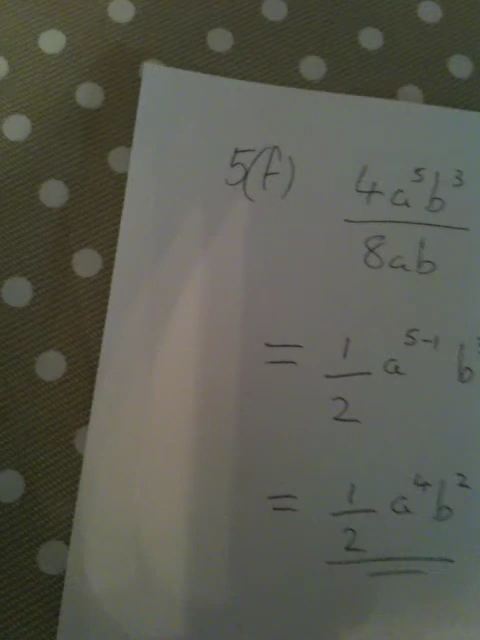 5(f) 4a⁵b³
8ab
= 1/2 a⁵⁻¹ b
= 1/2 a⁴b²